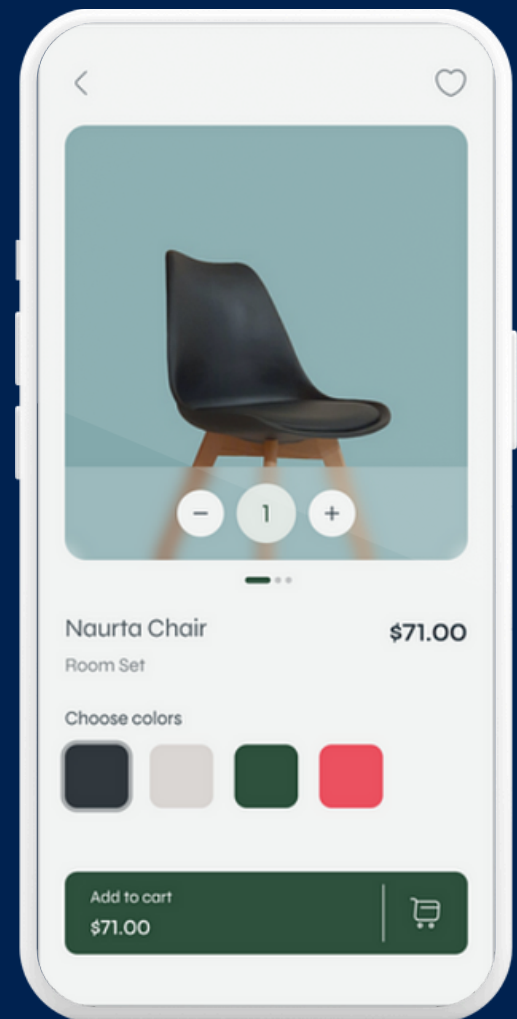 1
Naurta Chair
$71.00
Room Set
Choose colors
Add to cart
$71.00